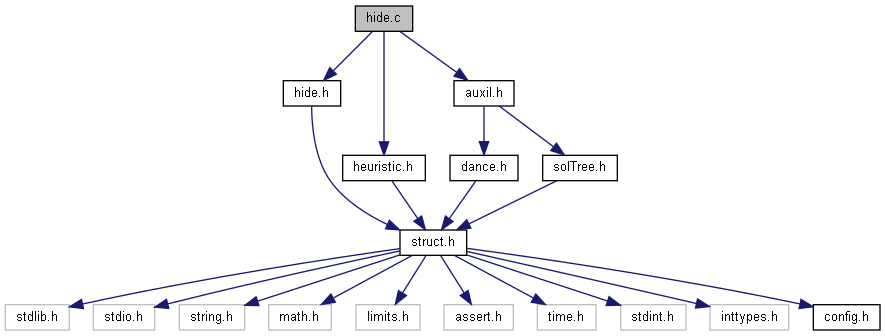 hide.c
hide.h
auxil.h
heuristic.h
dance.h
solTree.h
struct.h
stdlib.h
stdio.h
string.h
math.h
limits.h
assert.h
time.h
stdint.h
inttypes.h
config.h